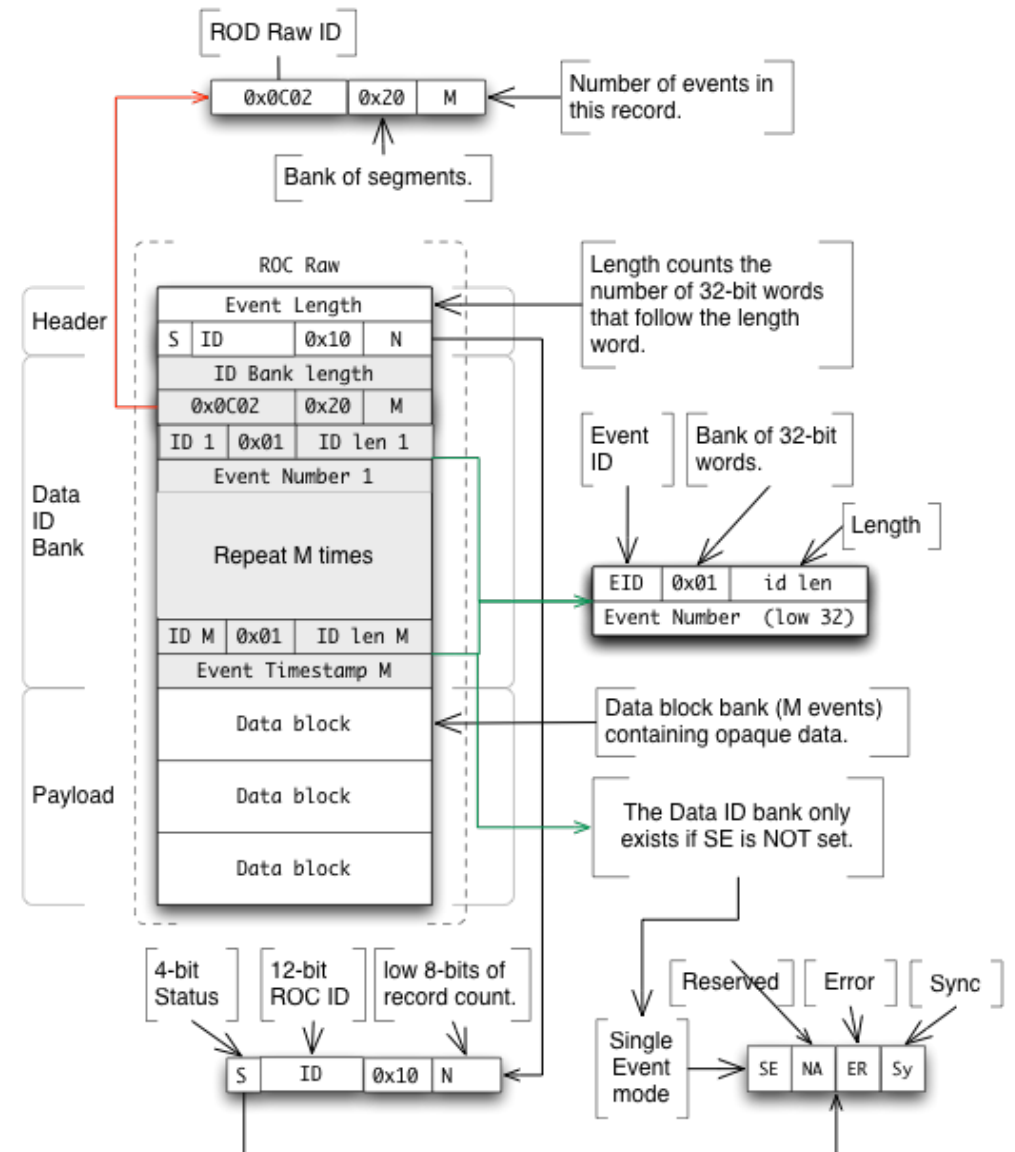 ROD Raw ID
0x0C02 0x20 M
Number of events in
this record.
Bank of segments.
ROC Raw
Length counts the
number of 32-bit words
that follow the length
word.
Header
Event Length
S ID 0x10 N
ID Bank length
0x0C02 0x20 M
ID 1 0x01 ID len 1
Event Number 1
Data
ID
Bank
Repeat M times
Event
ID
Bank of 32-bit
words.
Length
EID 0x01 id len
Event Number (low 32)
ID M 0x01 ID len M
Event Timestamp M
Payload
Data block
Data block
Data block
Data block bank (M events)
containing opaque data.
The Data ID bank only
exists if SE is NOT set.
4-bit
Status
12-bit
ROC ID
low 8-bits of
record count.
Reserved
Error
Sync
Single
Event
mode
S ID 0x10 N
SE NA ER Sy